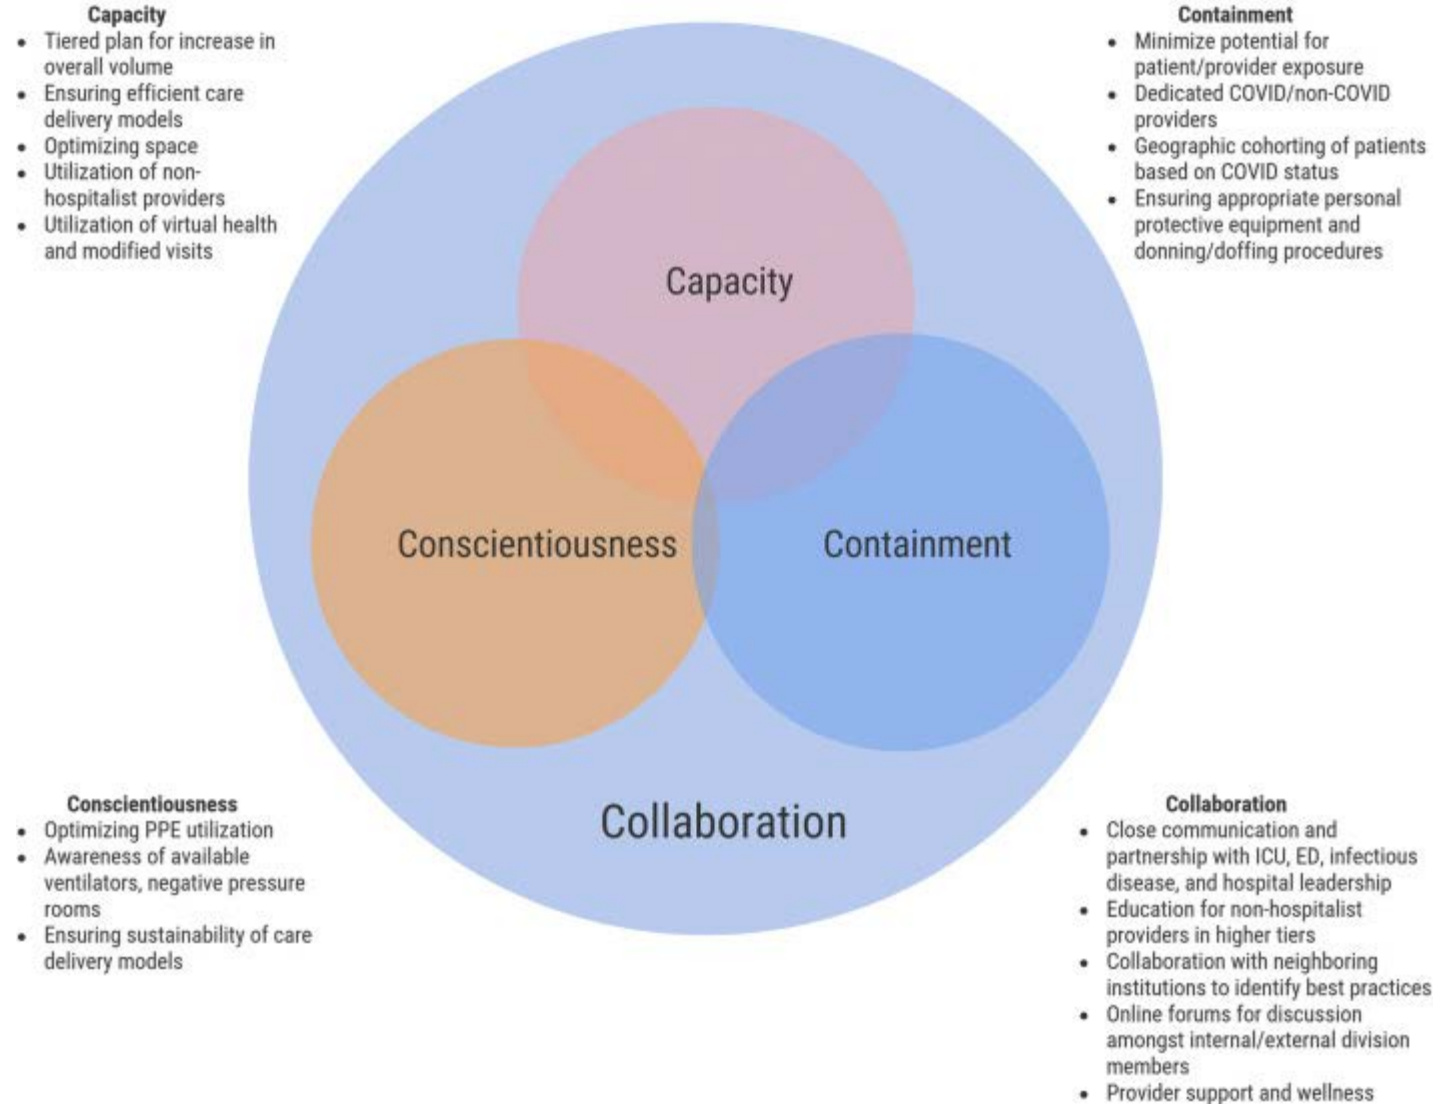 Capacity
• Tiered plan for increase in
overall volume
• Ensuring efficient care
delivery models
• Optimizing space
• Utilization of non-
hospitalist providers
• Utilization of virtual health
and modified visits
Containment
• Minimize potential for
patient/provider exposure
• Dedicated COVID/non-COVID
providers
• Geographic cohorting of patients
based on COVID status
• Ensuring appropriate personal
protective equipment and
donning/doffing procedures
Capacity
Conscientiousness
Containment
Collaboration
Conscientiousness
• Optimizing PPE utilization
• Awareness of available
ventilators, negative pressure
rooms
• Ensuring sustainability of care
delivery models
Collaboration
• Close communication and
partnership with ICU, ED, infectious
disease, and hospital leadership
• Education for non-hospitalist
providers in higher tiers
• Collaboration with neighboring
institutions to identify best practices
• Online forums for discussion
amongst internal/external division
members
• Provider support and wellness